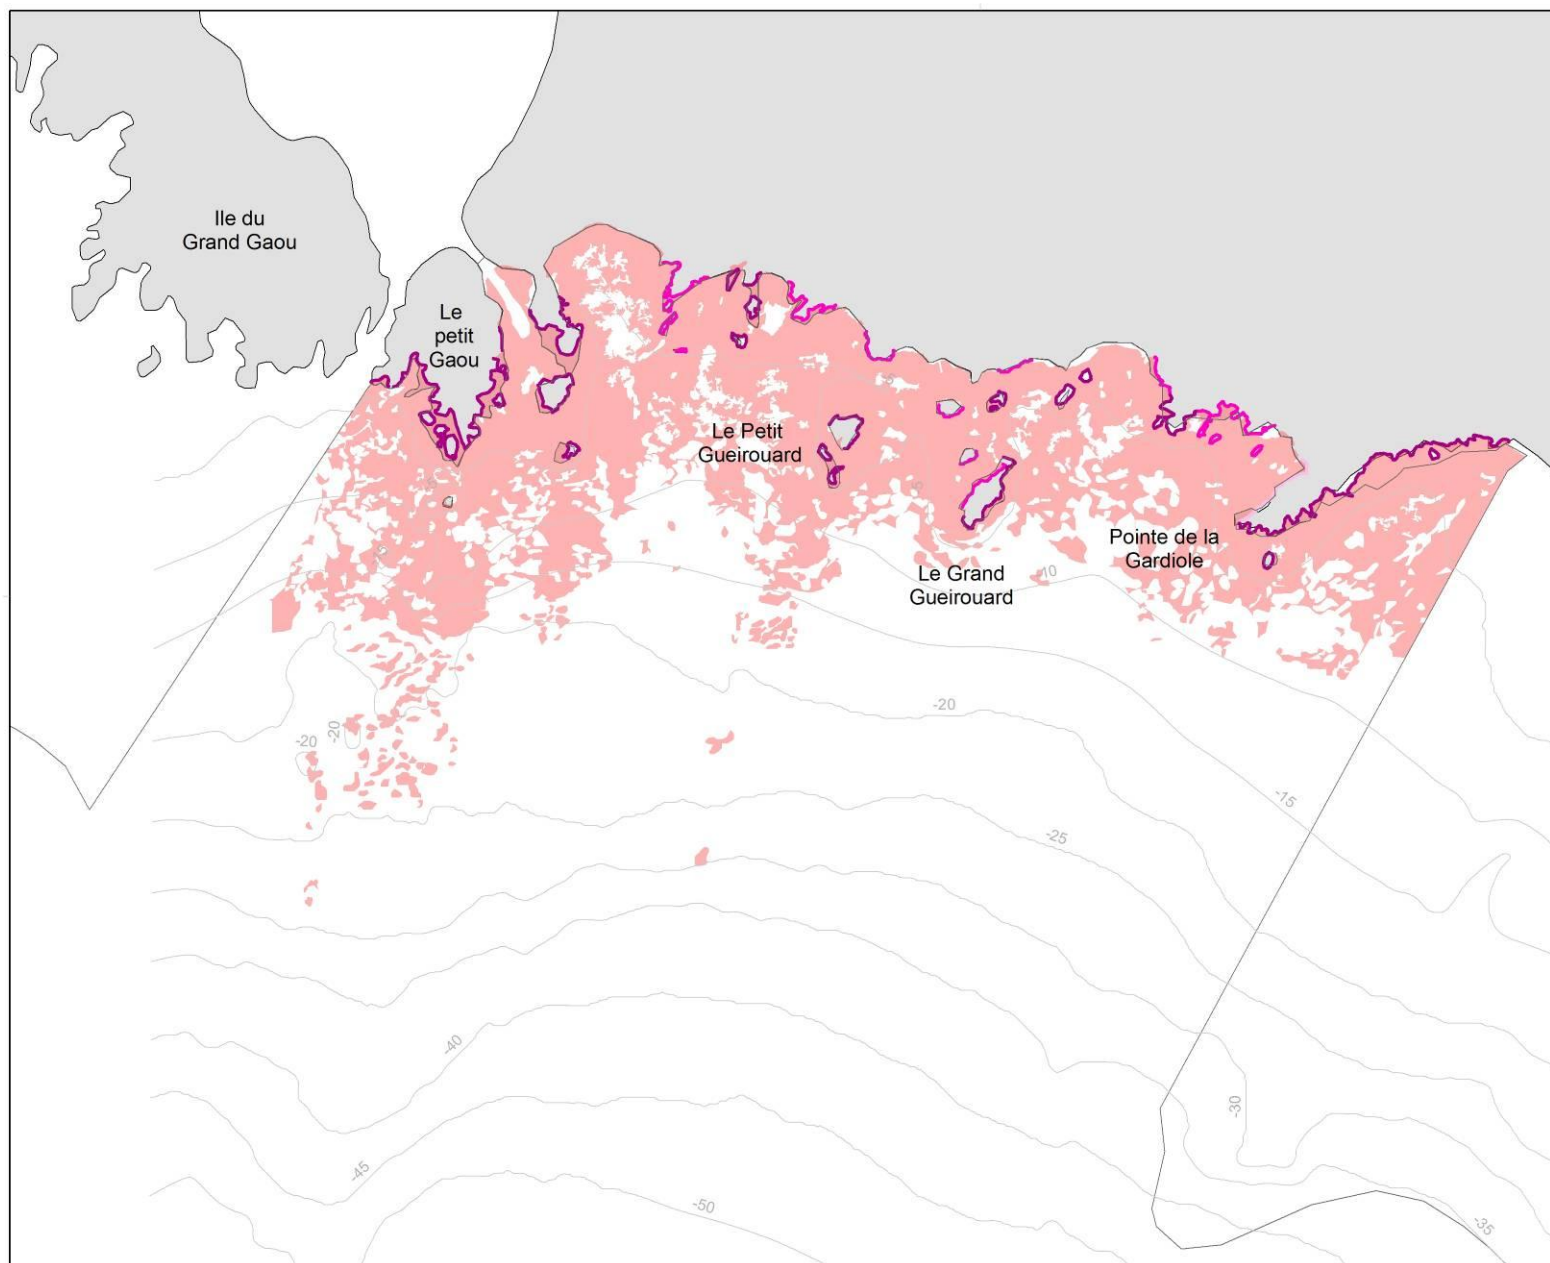 Ile du
Grand Gaou
Le
petit
Gaou
Le Petit
Gueirouard
Pointe de la
Gardiole
Le Grand
Gueirouard
-10
-20
-20
-20
-15
-25
-40
-30
-45
-50
-35